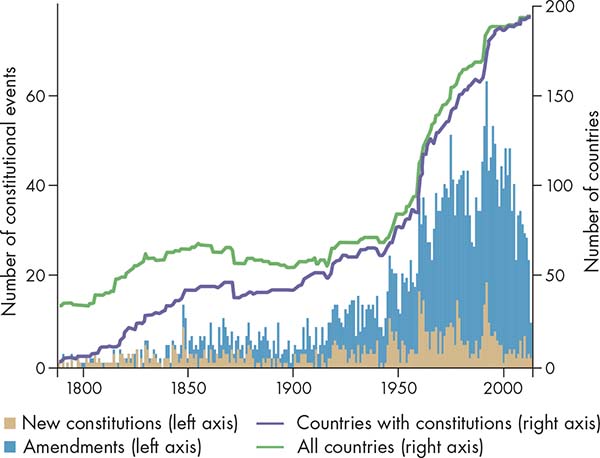 Number of constitutional events
60
40
20
0
200
150
100
50
0
Number of countries
1800
1850
1900
1950
2000
New constitutions (left axis)
Countries with constitutions (right axis)
Amendments (left axis)
All countries (right axis)